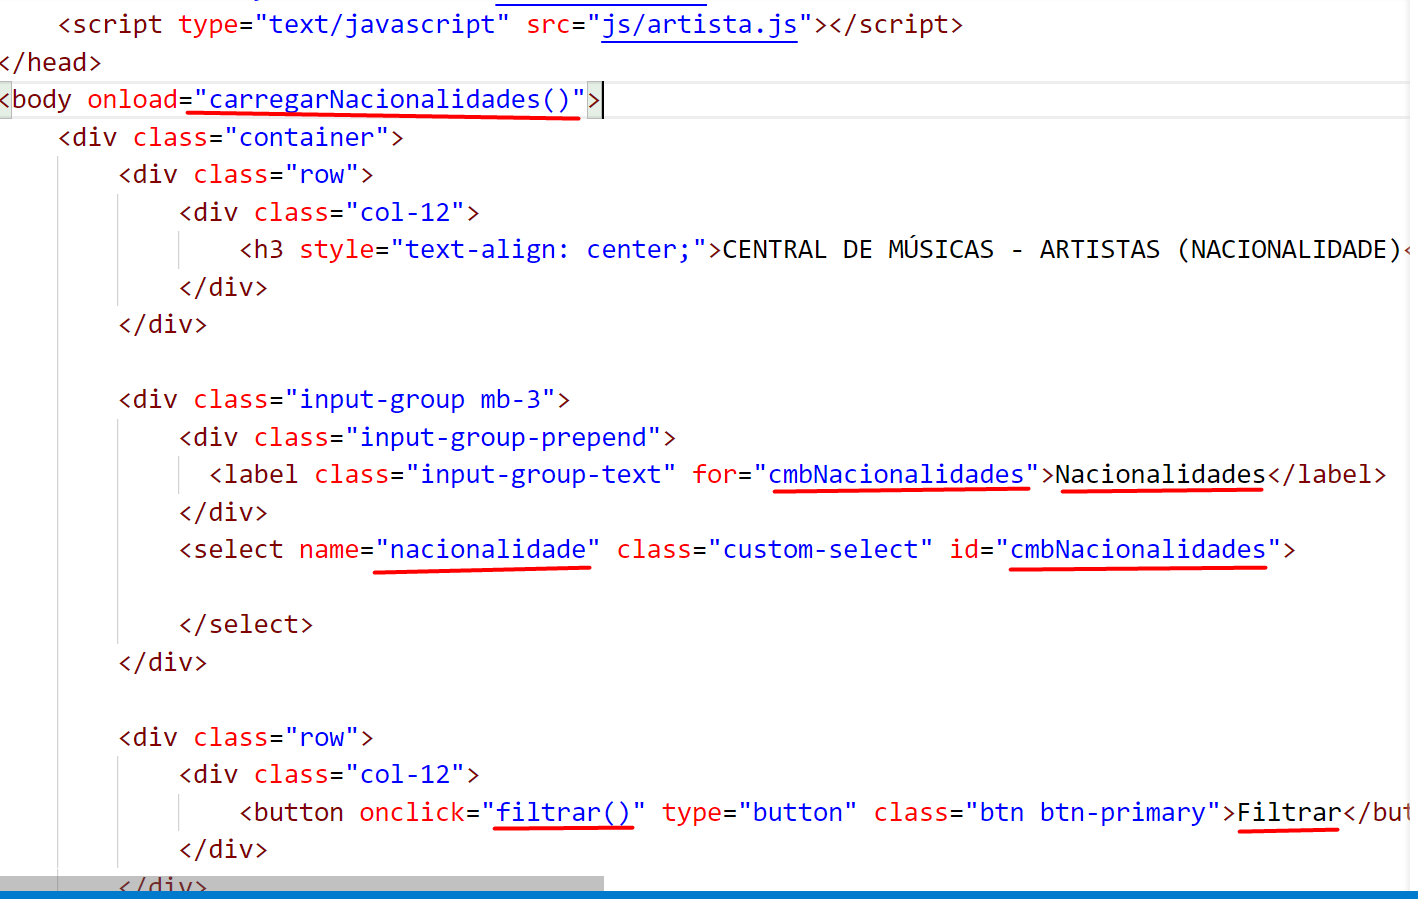 <script type="text/javascript" src="js/artista.js"></script>
</head>
<body onload="carregarNacionalidades()">
<div class="container">
<div class="row">
<div class="col-12">
<h3 style="text-align: center;">CENTRAL DE MÚSICAS - ARTISTAS (NACIONALIDADE)<
</div>
</div>
<div class="input-group mb-3">
<div class="input-group-prepend">
<label class="input-group-text" for="cmbNacionalidades">Nacionalidades</label>
</div>
<select name="nacionalidade" class="custom-select" id="cmbNacionalidades">
</select>
</div>
<div class="row">
<div class="col-12">
<button onclick="filtrar()" type="button" class="btn btn-primary">Filtrar</but
</div>
</div>